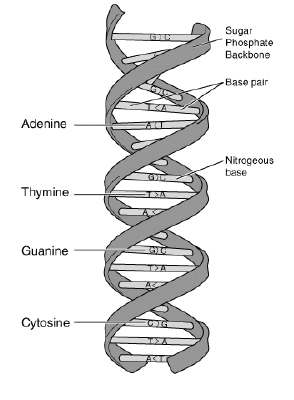 G C
Sugar
Phosphate
Backbone
G C
Base pair
T A
Adenine
A
Nitrogeous
base
G C
Thymine
T A
A
Guanine
G C
T A
A
Cytosine
C G
T A
A T